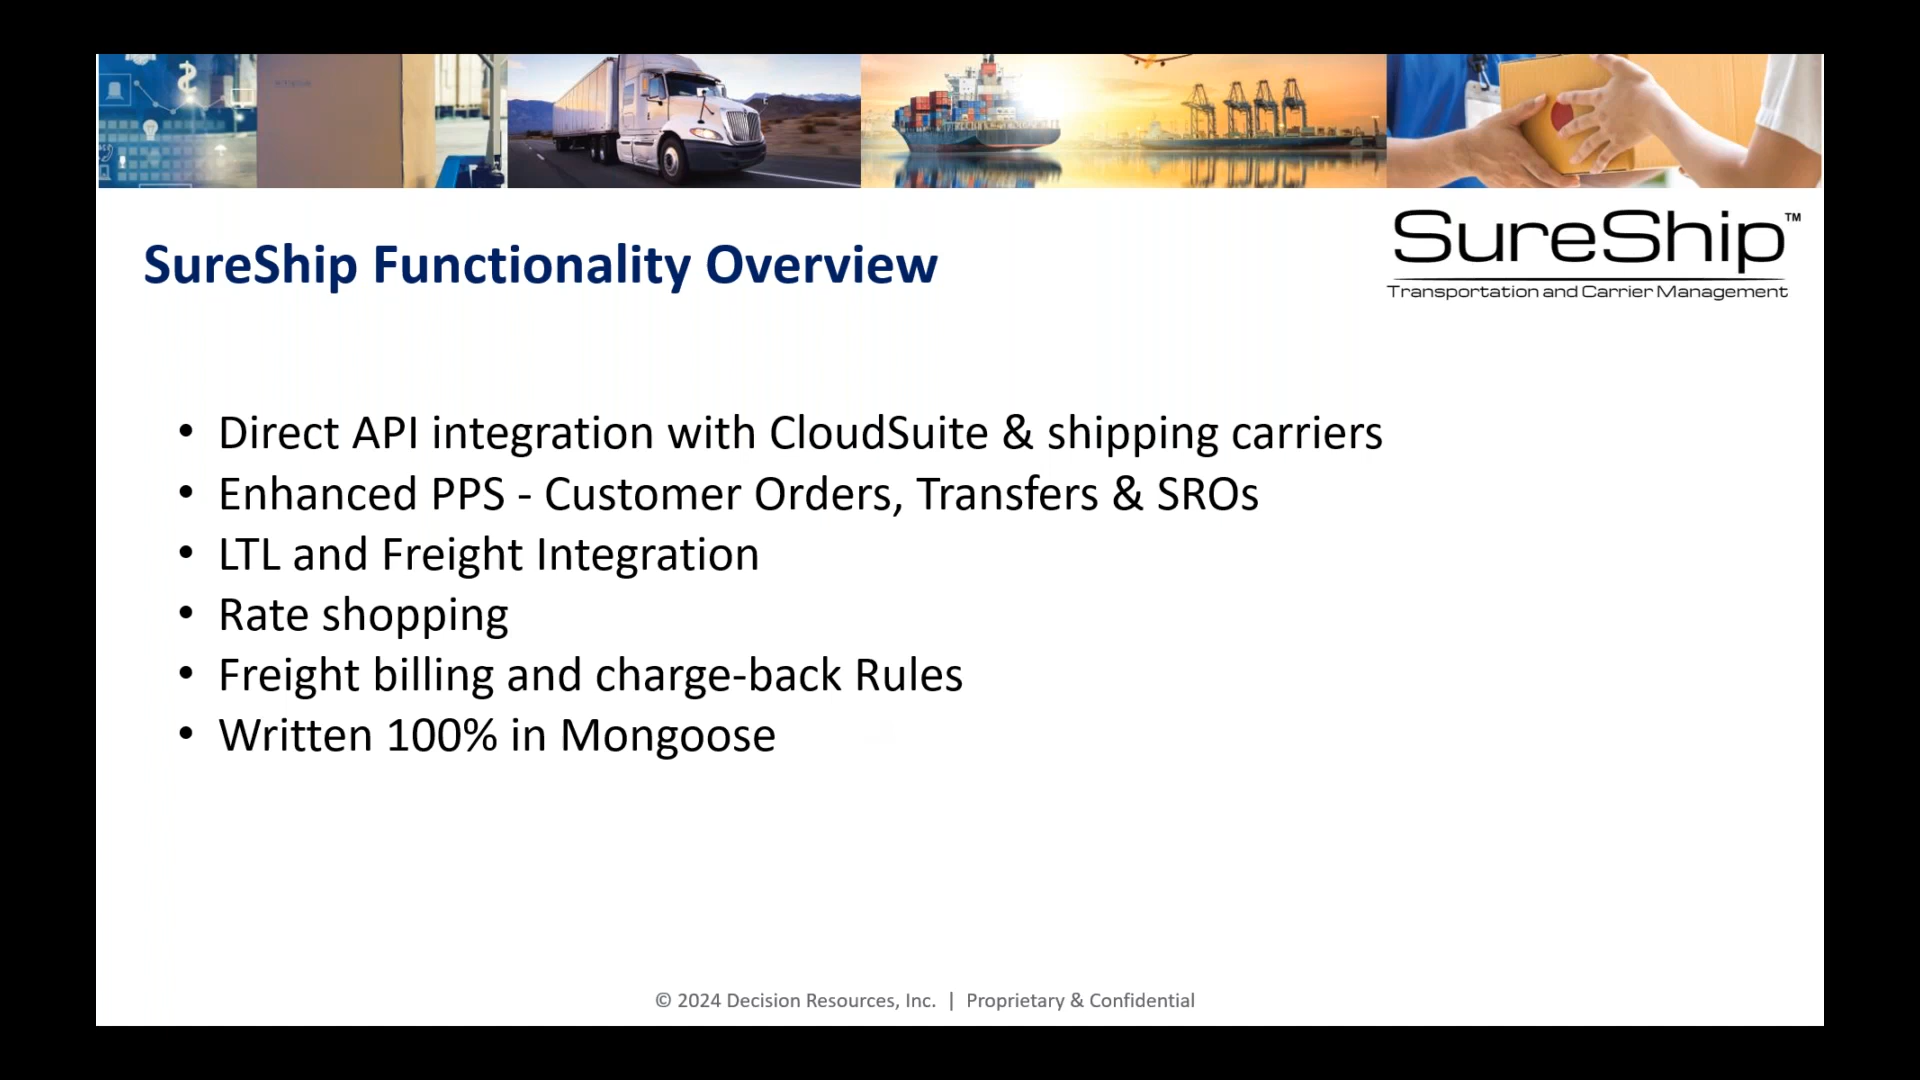 SureShip™
Transportation and Carrier Management
SureShip Functionality Overview
• Direct API integration with CloudSuite & shipping carriers
• Enhanced PPS - Customer Orders, Transfers & SROs
• LTL and Freight Integration
• Rate shopping
• Freight billing and charge-back Rules
• Written 100% in Mongoose
© 2024 Decision Resources, Inc. | Proprietary & Confidential